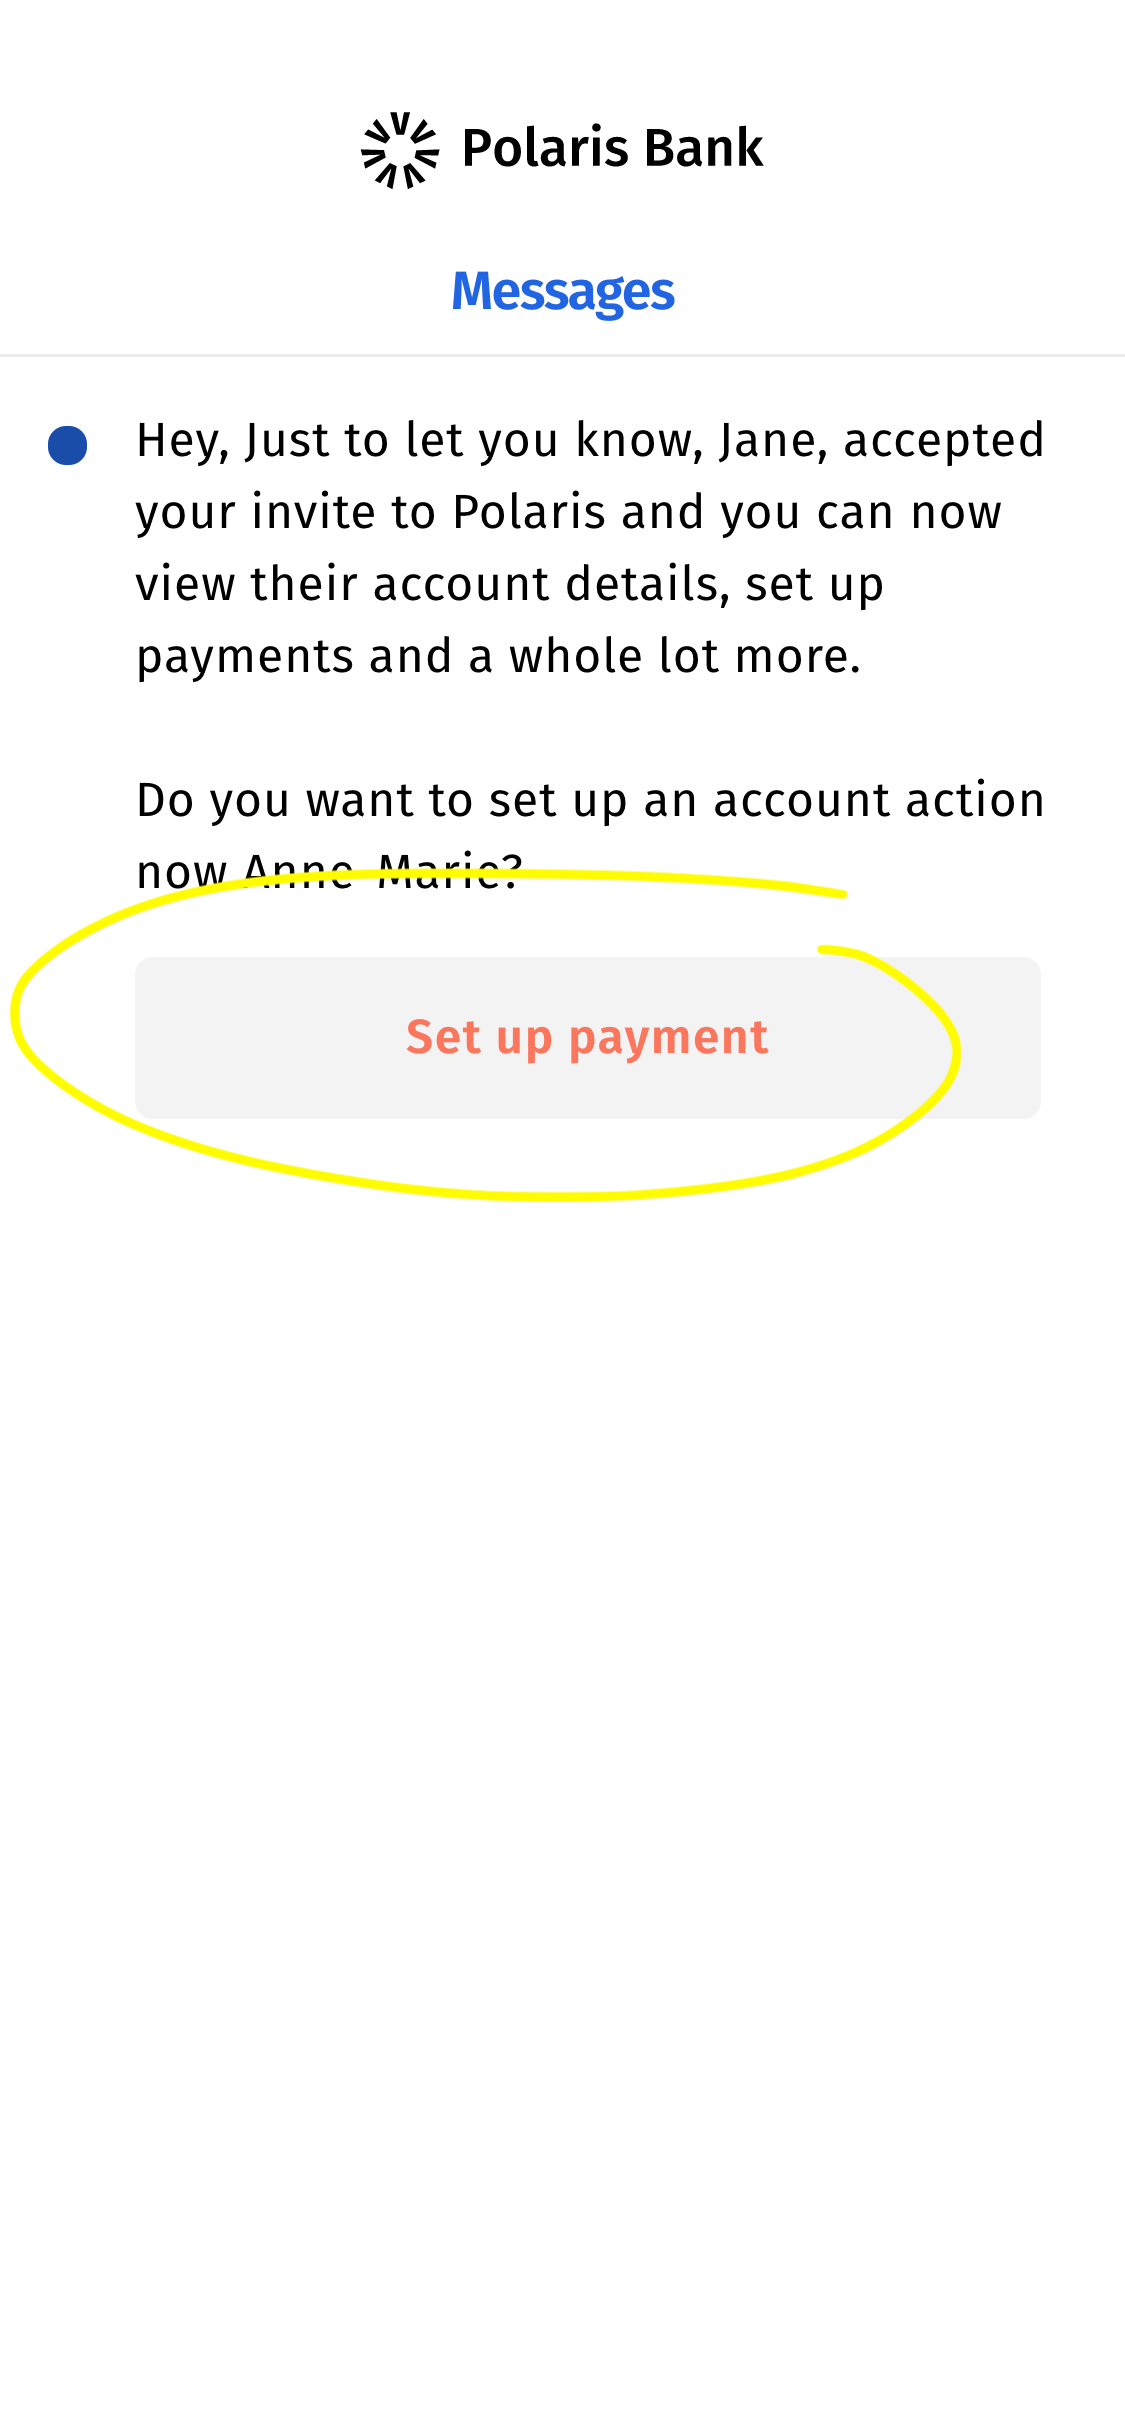 Polaris Bank
Messages
Hey, Just to let you know, Jane, accepted
your invite to Polaris and you can now
view their account details, set up
payments and a whole lot more.
Do you want to set up an account action
now Anne-Marie?
Set up payment